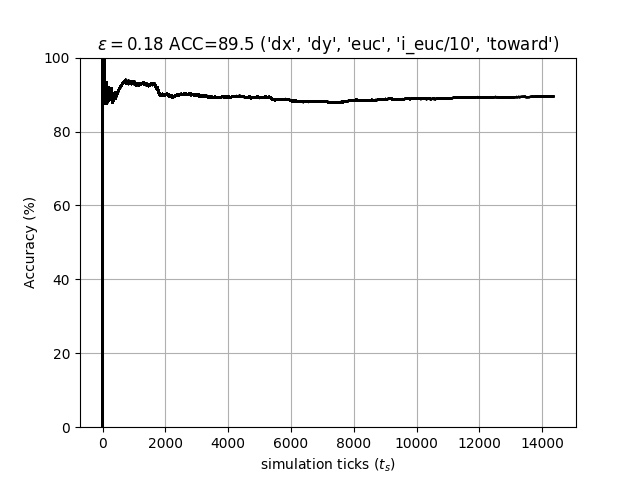 ε = 0.18 ACC=89.5 ('dx', 'dy', 'euc', 'i_euc/10', 'toward')
100
80
60
40
20
0
Accuracy (%)
0 2000 4000 6000 8000 10000 12000 14000
simulation ticks (tₛ)